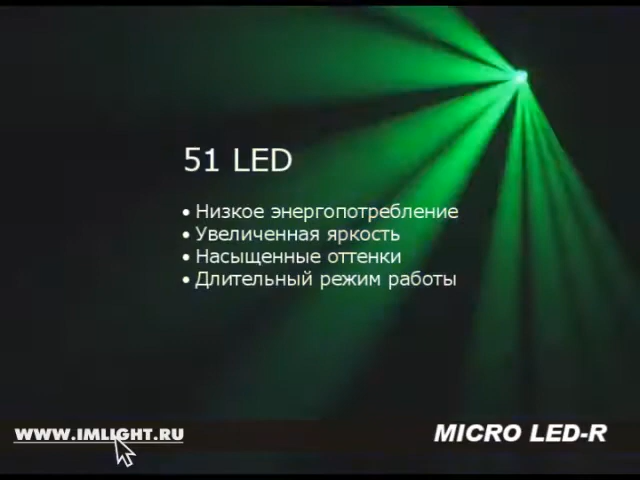 51 LED
• Низкое энергопотребление
• Увеличенная яркость
• Насыщенные оттенки
• Длительный режим работы
WWW.IMLIGHT.RU
MICRO LED-R